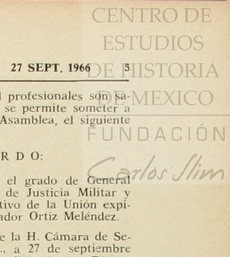 CENTRO DE
ESTUDIOS
DE HISTORIA
DE MEXICO
FUNDACIÓN
Carlos Slim
27 SEPT. 1966 5
profesionales son sa-
se permite someter a
Asamblea, el siguiente
R D O :
el grado de General
de Justicia Militar y
tivo de la Unión expi-
ador Ortiz Meléndez.
e la H. Cámara de Se-
., a 27 de septiembre